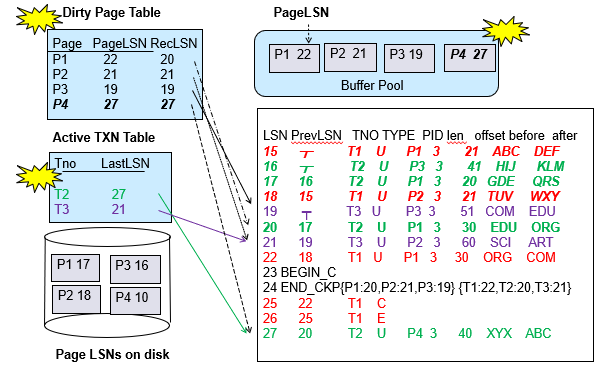 Dirty Page Table
Page PageLSN RecLSN
P1 22 20
P2 21 21
P3 19 19
P4 27 27
PageLSN
P1 22 P2 21 P3 19 P4 27
Buffer Pool
Active TXN Table
Tno LastLSN
T2 27
T3 21
P1 17 P3 16
P2 18 P4 10
Page LSNs on disk
LSN PrevLSN TNO TYPE PID len offset before after
15 T1 U P1 3 21 ABC DEF
16 T2 U P3 3 41 HIJ KLM
17 16 T2 U P1 3 20 GDE QRS
18 15 T1 U P2 3 21 TUV WXY
19 T3 U P3 3 51 COM EDU
20 17 T2 U P1 3 30 EDU ORG
21 19 T3 U P2 3 60 SCI ART
22 18 T1 U P1 3 30 ORG COM
23 BEGIN_C
24 END_CKP{P1:20,P2:21,P3:19} {T1:22,T2:20,T3:21}
25 22 T1 C
26 25 T1 E
27 20 T2 U P4 3 40 XYX ABC